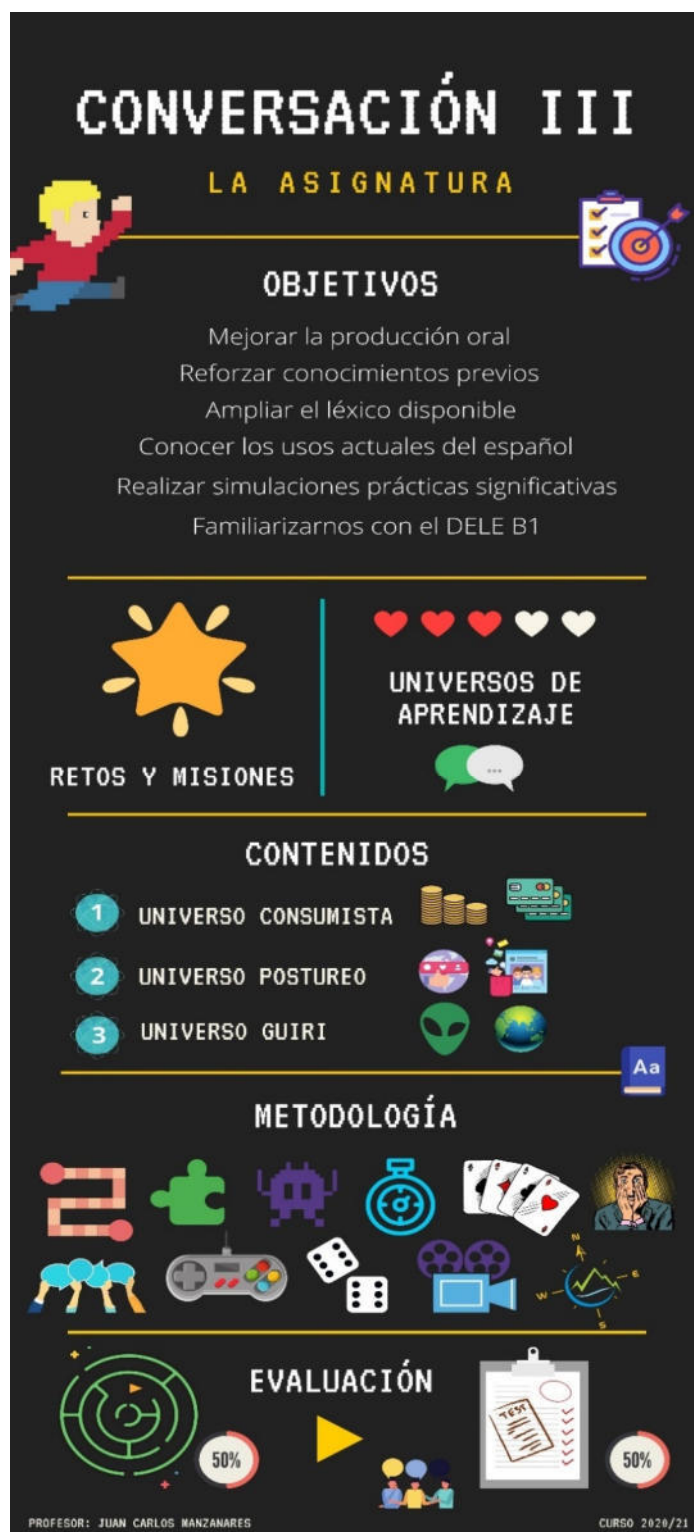 CONVERSACIÓN III
LA ASIGNATURA
OBJETIVOS
Mejorar la producción oral
Reforzar conocimientos previos
Ampliar el léxico disponible
Conocer los usos actuales del español
Realizar simulaciones prácticas significativas
Familiarizarnos con el DELE B1
RETOS Y MISIONES
UNIVERSOS DE
APRENDIZAJE
CONTENIDOS
1 UNIVERSO CONSUMISTA
2 UNIVERSO POSTUREO
3 UNIVERSO GUIRI
Aa
METODOLOGÍA
N
W E
S
EVALUACIÓN
TEST
50%
50%
PROFESOR: JUAN CARLOS MANZANARES
CURSO 2020/21